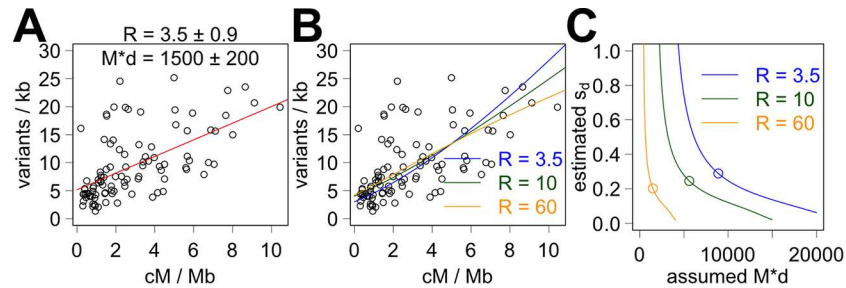 A
R = 3.5 ± 0.9
M*d = 1500 ± 200
variants / kb
30
25
20
15
10
5
0
0 2 4 6 8 10
cM / Mb
B
variants / kb
30
25
20
15
10
5
0
R = 3.5
R = 10
R = 60
0 2 4 6 8 10
cM / Mb
C
estimated sd
1.0
0.8
0.6
0.4
0.2
0.0
R = 3.5
R = 10
R = 60
0 10000 20000
assumed M*d